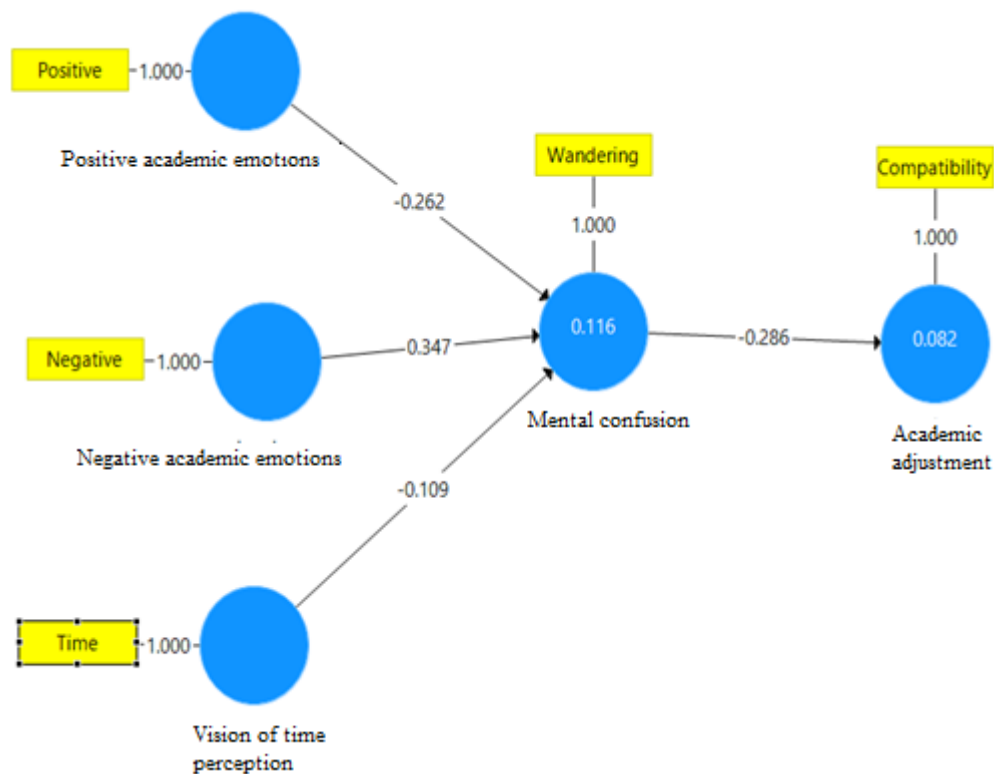 Positive
1.000
Positive academic emotions
-0.262
Wandering
1.000
Compatibility
1.000
Negative
1.000
Negative academic emotions
0.347
0.116
Mental confusion
-0.286
0.082
Academic
adjustment
-0.109
Time
1.000
Vision of time
perception